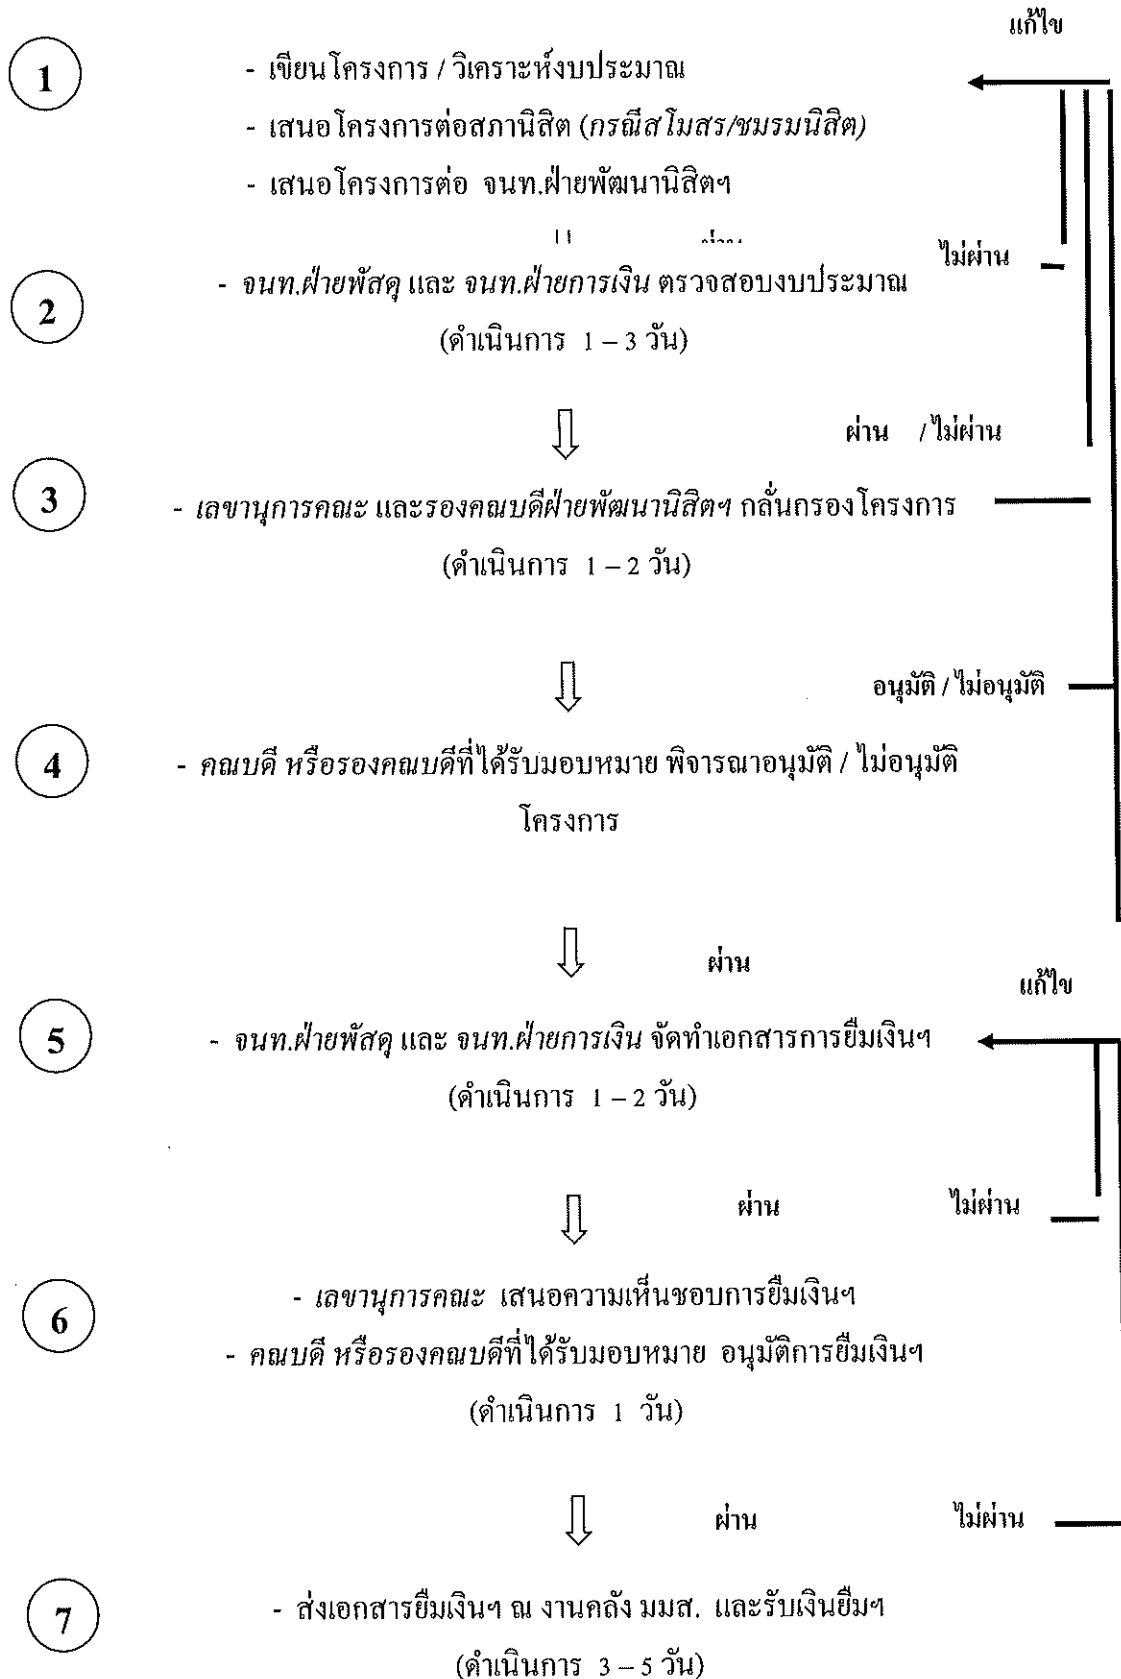 แก้ไข
1
- เขียนโครงการ / วิเคราะห์งบประมาณ
- เสนอโครงการต่อสภานิสิต (กรณีสโมสร/ชมรมนิสิต)
- เสนอโครงการต่อ จนท.ฝ่ายพัฒนานิสิตฯ
ไม่ผ่าน
2
- จนท.ฝ่ายพัสดุ และ จนท.ฝ่ายการเงิน ตรวจสอบงบประมาณ
(ดำเนินการ 1 – 3 วัน)
ผ่าน / ไม่ผ่าน
3
- เลขานุการคณะ และรองคณบดีฝ่ายพัฒนานิสิตฯ กลั่นกรองโครงการ
(ดำเนินการ 1 – 2 วัน)
อนุมัติ / ไม่อนุมัติ
4
- คณบดี หรือรองคณบดีที่ได้รับมอบหมาย พิจารณาอนุมัติ / ไม่อนุมัติ
โครงการ
ผ่าน
แก้ไข
5
- จนท.ฝ่ายพัสดุ และ จนท.ฝ่ายการเงิน จัดทำเอกสารการยืมเงินฯ
(ดำเนินการ 1 – 2 วัน)
ผ่าน ไม่ผ่าน
6
- เลขานุการคณะ เสนอความเห็นชอบการยืมเงินฯ
- คณบดี หรือรองคณบดีที่ได้รับมอบหมาย อนุมัติการยืมเงินฯ
(ดำเนินการ 1 วัน)
ผ่าน ไม่ผ่าน
7
- ส่งเอกสารยืมเงินฯ ณ งานคลัง มมส. และรับเงินยืมฯ
(ดำเนินการ 3 – 5 วัน)